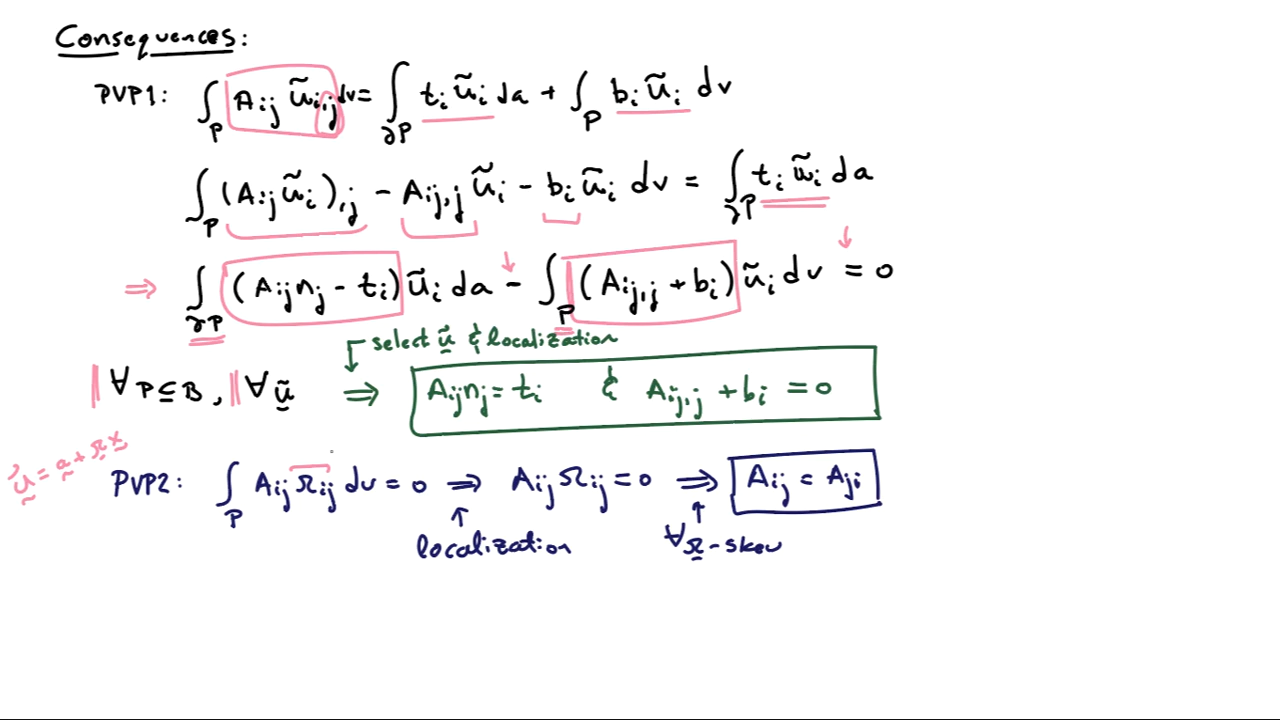 Consequences:
PVP1: ∫_P A_ij ũ_i,j dv = ∫_∂P t_i ũ_i da + ∫_P b_i ũ_i dv
∫_P (A_ij ũ_i),j - A_ij,j ũ_i - b_i ũ_i dv = ∫_∂P t_i ũ_i da
⇒ ∫_∂P (A_ij n_j - t_i) ũ_i da - ∫_P (A_ij,j + b_i) ũ_i dv = 0
select ũ & localization
∀ P ⊆ B, ∀ ũ ⇒ A_ij n_j = t_i & A_ij,j + b_i = 0
ũ = a + Ω x
PVP2: ∫_P A_ij Ω_ij dv = 0 ⇒ A_ij Ω_ij = 0 ⇒ A_ij = A_ji
↑ localization ↑ ∀ Ω - skew